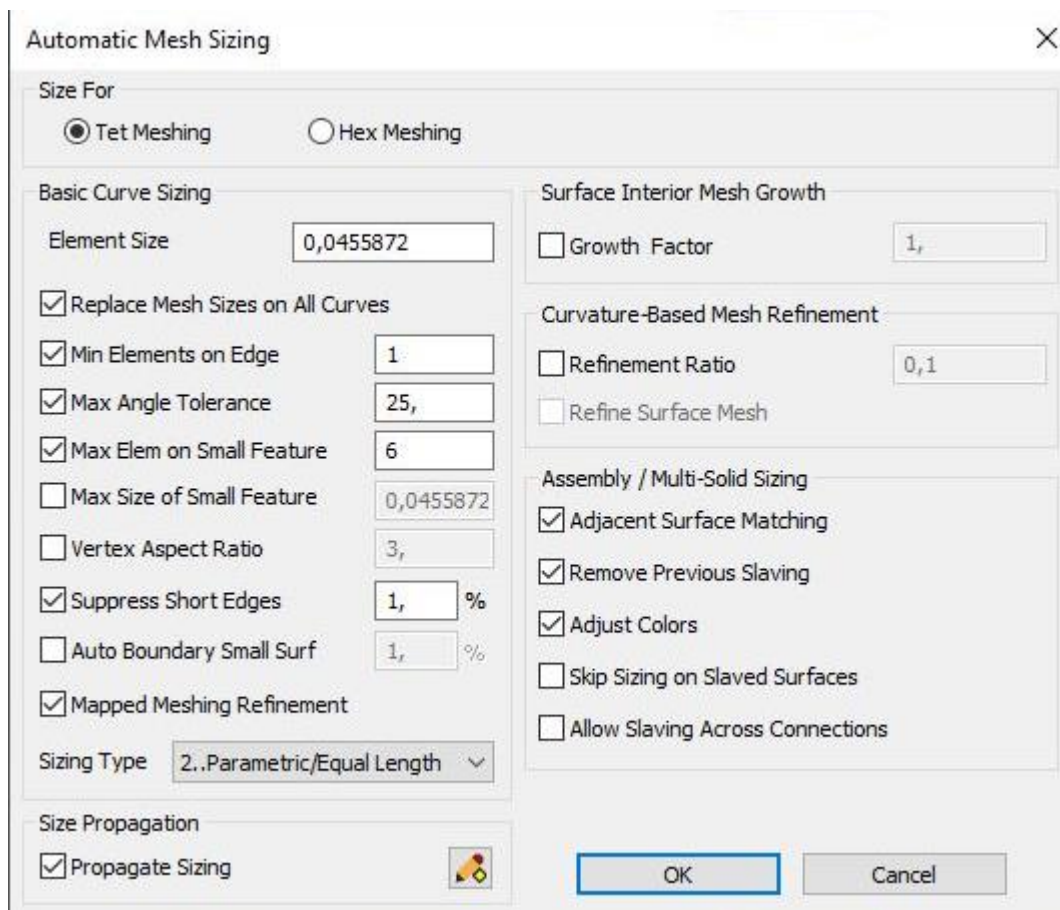 Automatic Mesh Sizing
Size For
Tet Meshing
Hex Meshing
Basic Curve Sizing
Element Size 0,0455872
Replace Mesh Sizes on All Curves
Min Elements on Edge 1
Max Angle Tolerance 25,
Max Elem on Small Feature 6
Max Size of Small Feature 0,0455872
Vertex Aspect Ratio 3,
Suppress Short Edges 1, %
Auto Boundary Small Surf 1, %
Mapped Meshing Refinement
Sizing Type 2..Parametric/Equal Length
Size Propagation
Propagate Sizing
Surface Interior Mesh Growth
Growth Factor 1,
Curvature-Based Mesh Refinement
Refinement Ratio 0,1
Refine Surface Mesh
Assembly / Multi-Solid Sizing
Adjacent Surface Matching
Remove Previous Slaving
Adjust Colors
Skip Sizing on Slaved Surfaces
Allow Slaving Across Connections
OK
Cancel